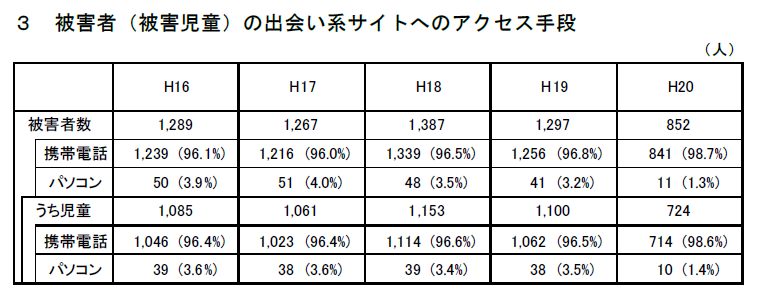 3 被害者（被害児童）の出会い系サイトへのアクセス手段
（人）
H16 H17 H18 H19 H20
被害者数 1,289 1,267 1,387 1,297 852
携帯電話 1,239（96.1%） 1,216（96.0%） 1,339（96.5%） 1,256（96.8%） 841（98.7%）
パソコン 50（3.9%） 51（4.0%） 48（3.5%） 41（3.2%） 11（1.3%）
うち児童 1,085 1,061 1,153 1,100 724
携帯電話 1,046（96.4%） 1,023（96.4%） 1,114（96.6%） 1,062（96.5%） 714（98.6%）
パソコン 39（3.6%） 38（3.6%） 39（3.4%） 38（3.5%） 10（1.4%）